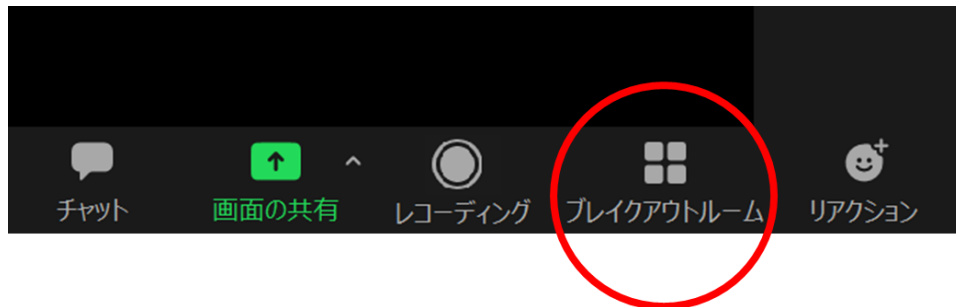 チャット
画面の共有
レコーディング
ブレイクアウトルーム
リアクション